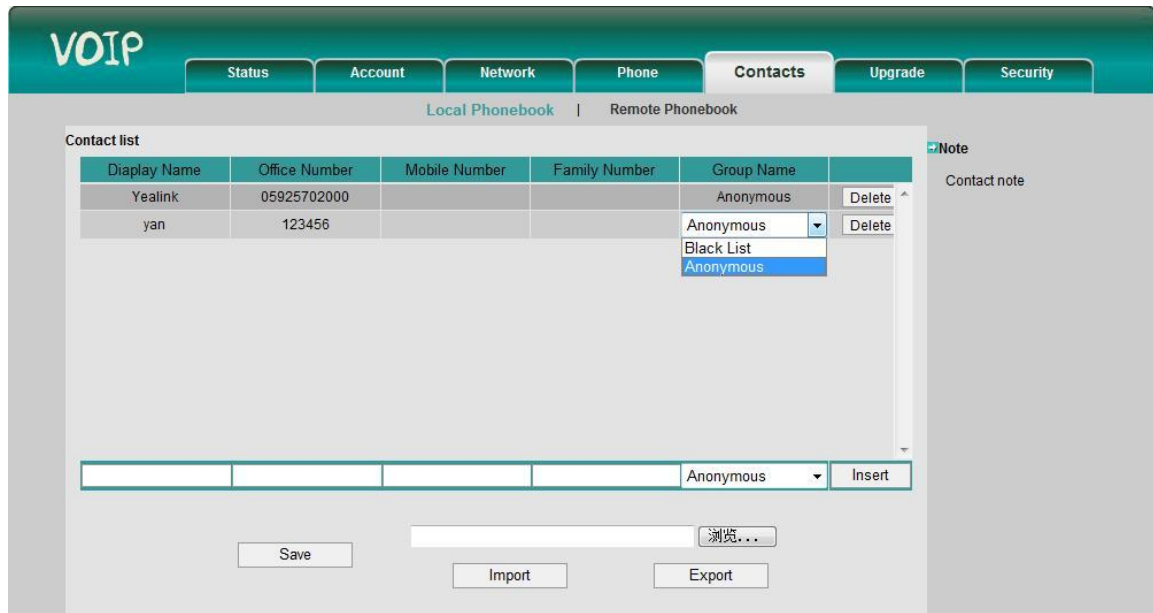 VOIP
Status Account Network Phone Contacts Upgrade Security
Local Phonebook | Remote Phonebook
Contact list
Note
Diaplay Name Office Number Mobile Number Family Number Group Name
Contact note
Yealink 05925702000 Anonymous Delete
yan 123456 Anonymous Delete
Black List
Anonymous
Anonymous Insert
浏览...
Save
Import Export